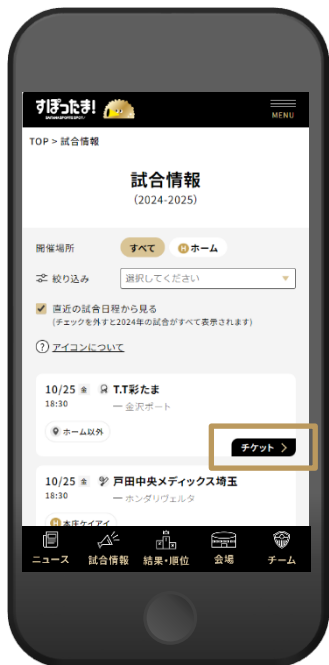 すぽったま!
SAITAMA SPORTS SPOT!
MENU
TOP > 試合情報
試合情報
(2024-2025)
開催場所 すべて H ホーム
絞り込み 選択してください
直近の試合日程から見る
(チェックを外すと2024年の試合がすべて表示されます)
? アイコンについて
10/25 金 T.T彩たま
18:30 ー 金沢ポート
ホーム以外
チケット >
10/25 金 戸田中央メディックス埼玉
18:30 ー ホンダリヴェルタ
H 本庄ケイアイ
ニュース 試合情報 結果・順位 会場 チーム